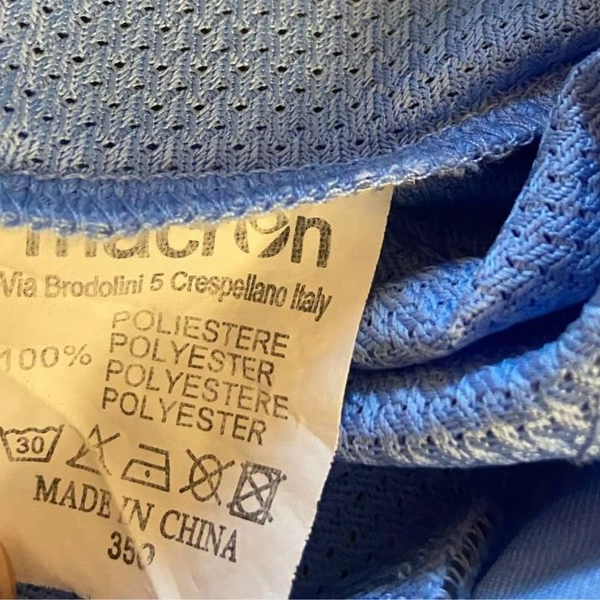 macron
Via Brodolini 5 Crespellano Italy
100%
POLIESTERE
POLYESTER
POLYESTERE
POLYESTER
30
MADE IN CHINA
350